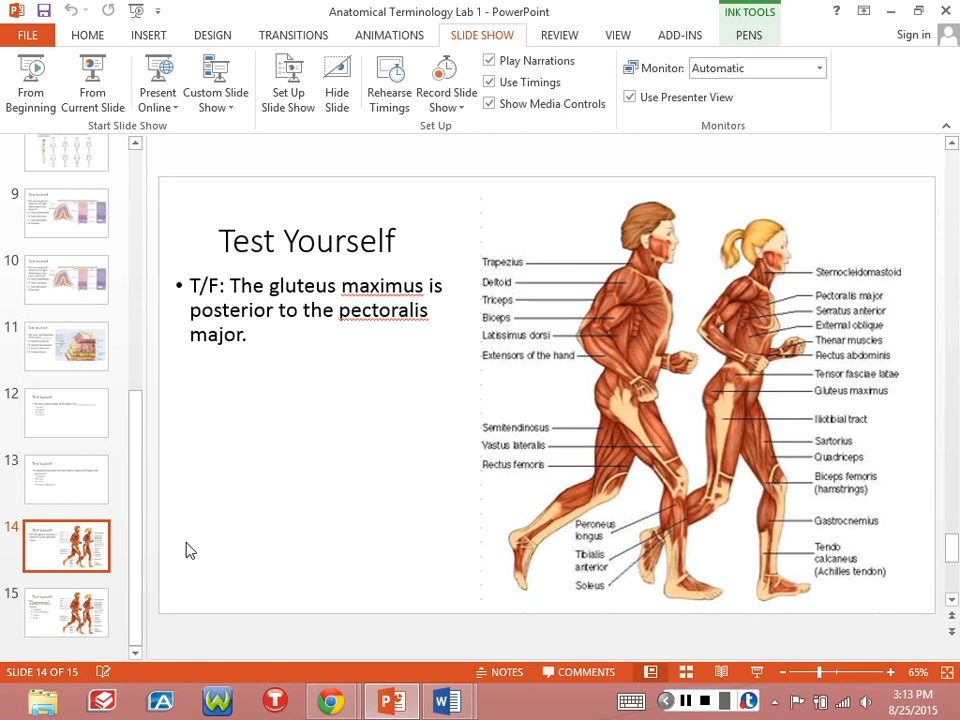 Anatomical Terminology Lab 1 - PowerPoint
INK TOOLS
Sign in
FILE
HOME
INSERT
DESIGN
TRANSITIONS
ANIMATIONS
SLIDE SHOW
REVIEW
VIEW
ADD-INS
PENS
From Beginning
From Current Slide
Present Online
Custom Slide Show
Set Up Slide Show
Hide Slide
Rehearse Timings
Record Slide Show
Play Narrations
Use Timings
Show Media Controls
Monitor: Automatic
Use Presenter View
Start Slide Show
Set Up
Monitors
9
10
11
12
13
14
15
Test Yourself
• T/F: The gluteus maximus is
posterior to the pectoralis
major.
Trapezius
Deltoid
Triceps
Biceps
Latissimus dorsi
Extensors of the hand
Semitendinosus
Vastus lateralis
Rectus femoris
Peroneus
longus
Tibialis
anterior
Soleus
Sternocleidomastoid
Pectoralis major
Serratus anterior
External oblique
Thenar muscles
Rectus abdominis
Tensor fasciae latae
Gluteus maximus
Iliotibial tract
Sartorius
Quadriceps
Biceps femoris
(hamstrings)
Gastrocnemius
Tendo
calcaneus
(Achilles tendon)
SLIDE 14 OF 15
NOTES
COMMENTS
65%
3:13 PM
8/25/2015